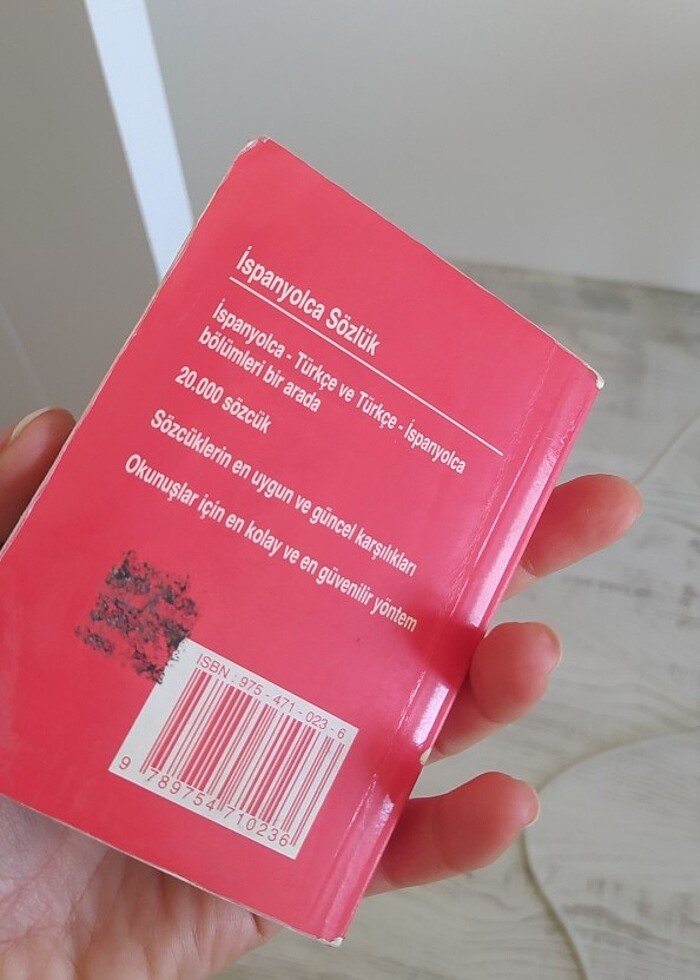 İspanyolca Sözlük
İspanyolca - Türkçe ve Türkçe - İspanyolca
bölümleri bir arada
20.000 sözcük
Sözcüklerin en uygun ve güncel karşılıkları
Okunuşlar için en kolay ve en güvenilir yöntem
ISBN : 975 - 471 - 023 - 6
9 789754 710236